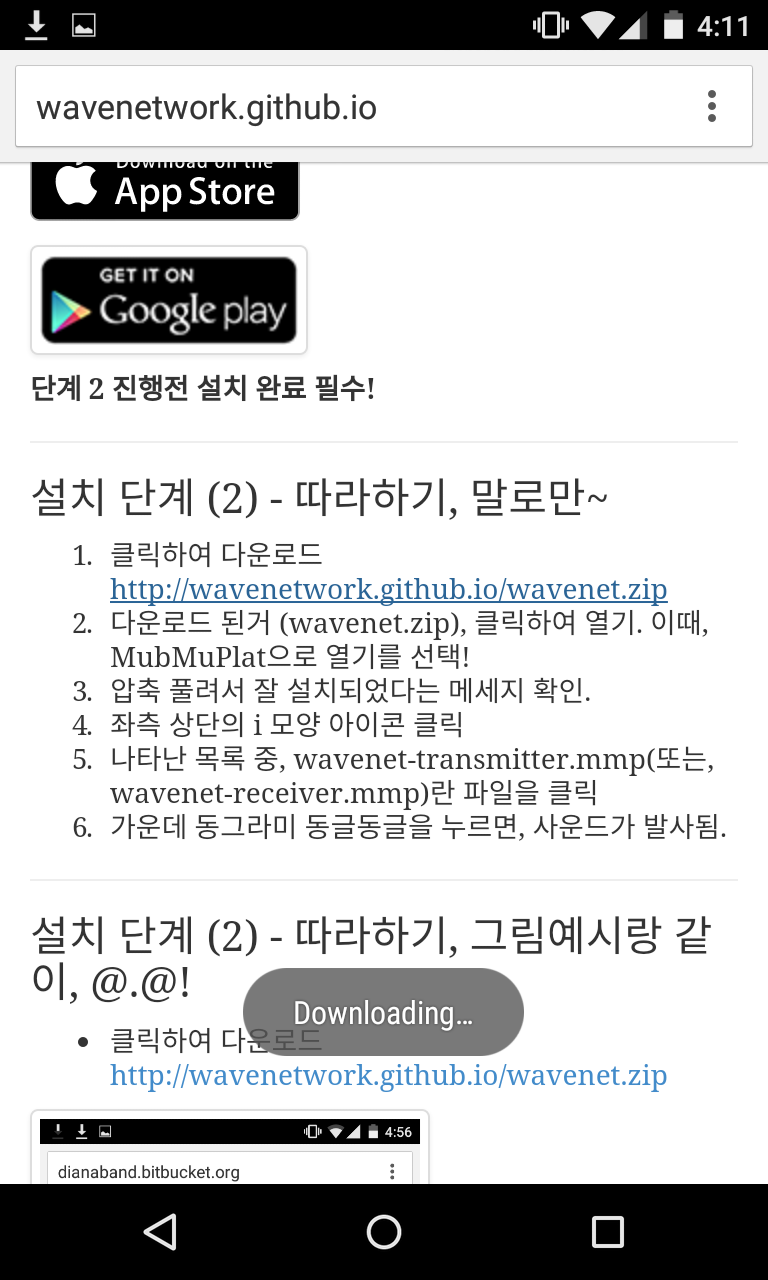 4:11
wavenetwork.github.io
Download on the
App Store
GET IT ON
Google play
단계 2 진행전 설치 완료 필수!
설치 단계 (2) - 따라하기, 말로만~
1. 클릭하여 다운로드
http://wavenetwork.github.io/wavenet.zip
2. 다운로드 된거 (wavenet.zip), 클릭하여 열기. 이때,
MubMuPlat으로 열기를 선택!
3. 압축 풀려서 잘 설치되었다는 메세지 확인.
4. 좌측 상단의 i 모양 아이콘 클릭
5. 나타난 목록 중, wavenet-transmitter.mmp(또는,
wavenet-receiver.mmp)란 파일을 클릭
6. 가운데 동그라미 동글동글을 누르면, 사운드가 발사됨.
설치 단계 (2) - 따라하기, 그림예시랑 같
이, @.@!
Downloading...
• 클릭하여 다운로드
http://wavenetwork.github.io/wavenet.zip
4:56
dianaband.bitbucket.org